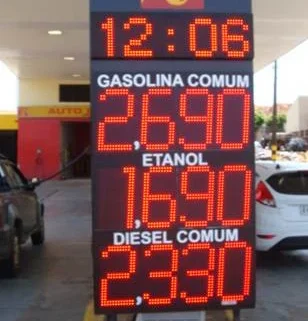 12:06
GASOLINA COMUM
2,690
ETANOL
1,690
DIESEL COMUM
2,330
AUTO